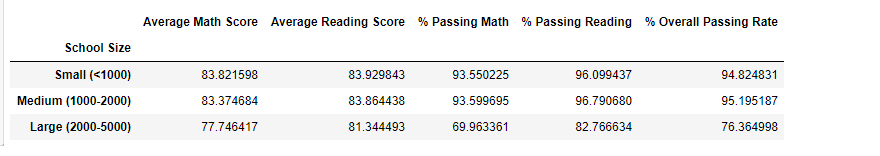 Average Math Score Average Reading Score % Passing Math % Passing Reading % Overall Passing Rate
School Size
Small (<1000) 83.821598 83.929843 93.550225 96.099437 94.824831
Medium (1000-2000) 83.374684 83.864438 93.599695 96.790680 95.195187
Large (2000-5000) 77.746417 81.344493 69.963361 82.766634 76.364998